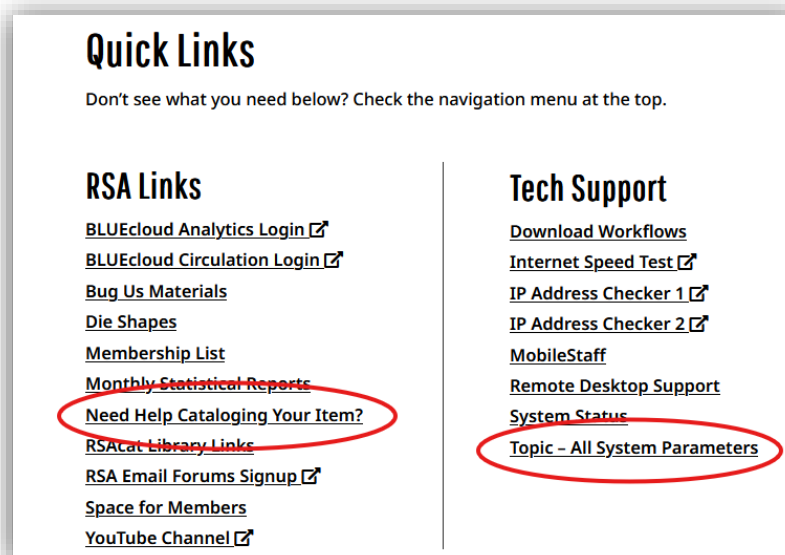 Quick Links
Don't see what you need below? Check the navigation menu at the top.
RSA Links
BLUEcloud Analytics Login
BLUEcloud Circulation Login
Bug Us Materials
Die Shapes
Membership List
Monthly Statistical Reports
Need Help Cataloging Your Item?
RSAcat Library Links
RSA Email Forums Signup
Space for Members
YouTube Channel
Tech Support
Download Workflows
Internet Speed Test
IP Address Checker 1
IP Address Checker 2
MobileStaff
Remote Desktop Support
System Status
Topic – All System Parameters